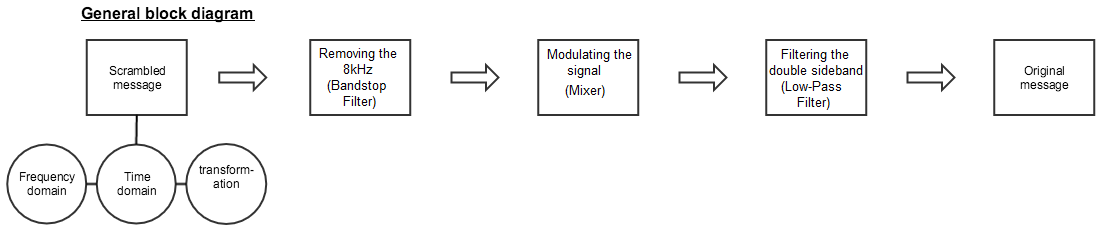 General block diagram
Scrambled
message
Removing the
8kHz
(Bandstop
Filter)
Modulating the
signal
(Mixer)
Filtering the
double sideband
(Low-Pass
Filter)
Original
message
Frequency
domain
Time
domain
transform-
ation